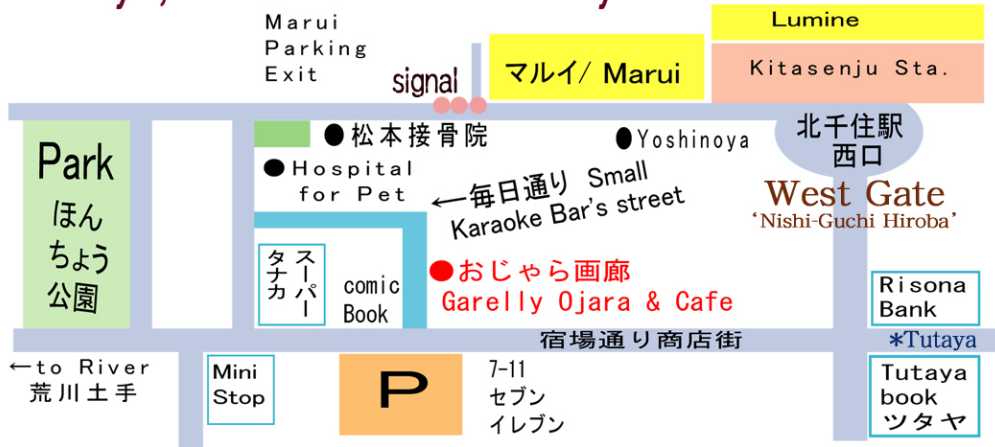 Marui
Parking
Exit
signal
マルイ/ Marui
Lumine
Kitasenju Sta.
Park
ほん
ちょう
公園
松本接骨院
Hospital
for Pet
Yoshinoya
北千住駅
西口
West Gate
‘Nishi-Guchi Hiroba’
←毎日通り Small
Karaoke Bar's street
スーパー
タナカ
comic
Book
おじゃら画廊
Garelly Ojara & Cafe
Risona
Bank
宿場通り商店街
*Tutaya
←to River
荒川土手
Mini
Stop
P
7-11
セブン
イレブン
Tutaya
book
ツタヤ